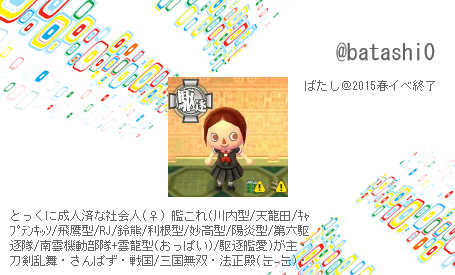 @batashi0
ばたし@2015春イベ終了
駆逐
とっくに成人済な社会人(♀) 艦これ(川内型/天龍田/ｷｬ
ﾌﾟﾃﾝｷｯｿ/飛鷹型/RJ/鈴熊/利根型/妙高型/陽炎型/第六駆
逐隊/南雲機動部隊+雲龍型(おっぱい)/駆逐艦愛)が主・
刀剣乱舞・さんぱず・戦国/三国無双・法正殿(